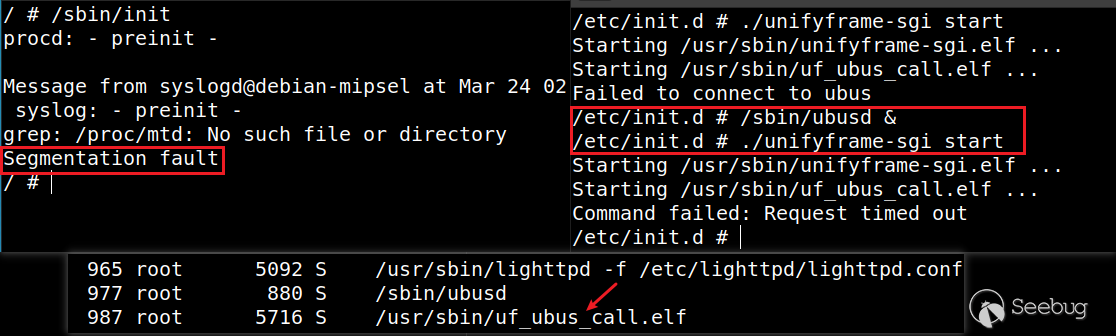 / # /sbin/init
procd: - preinit -
Message from syslogd@debian-mipsel at Mar 24 02
 syslog: - preinit -
grep: /proc/mtd: No such file or directory
Segmentation fault
/ #
/etc/init.d # ./unifyframe-sgi start
Starting /usr/sbin/unifyframe-sgi.elf ...
Starting /usr/sbin/uf_ubus_call.elf ...
Failed to connect to ubus
/etc/init.d # /sbin/ubusd &
/etc/init.d # ./unifyframe-sgi start
Starting /usr/sbin/unifyframe-sgi.elf ...
Starting /usr/sbin/uf_ubus_call.elf ...
Command failed: Request timed out
/etc/init.d #
965 root 5092 S /usr/sbin/lighttpd -f /etc/lighttpd/lighttpd.conf
977 root 880 S /sbin/ubusd
987 root 5716 S /usr/sbin/uf_ubus_call.elf
Seebug